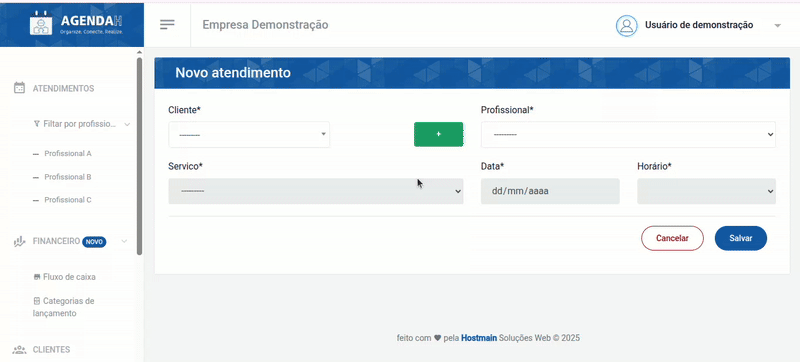 AGENDAH
Organize. Conecte. Realize
Empresa Demonstração
Usuário de demonstração
ATENDIMENTOS
Filtar por profissio...
Profissional A
Profissional B
Profissional C
FINANCEIRO NOVO
Fluxo de caixa
Categorias de
lançamento
CLIENTES
Novo atendimento
Cliente*
Profissional*
---------
+
---------
Servico*
Data*
Horário*
---------
dd/mm/aaaa
Cancelar
Salvar
feito com ♥ pela Hostmain Soluções Web © 2025